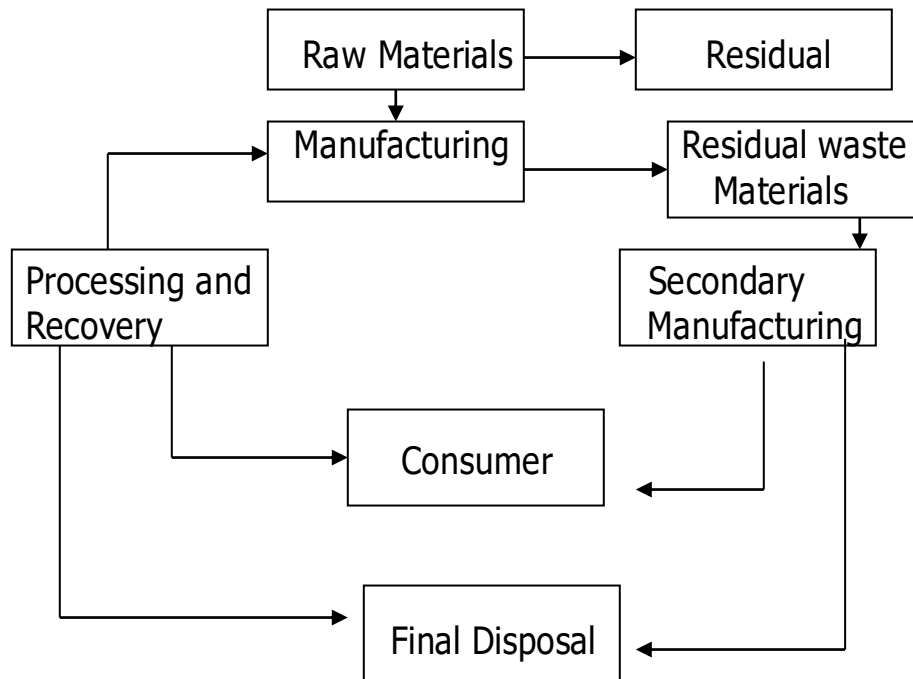 Raw Materials
Residual
Manufacturing
Residual waste
Materials
Processing and
Recovery
Secondary
Manufacturing
Consumer
Final Disposal